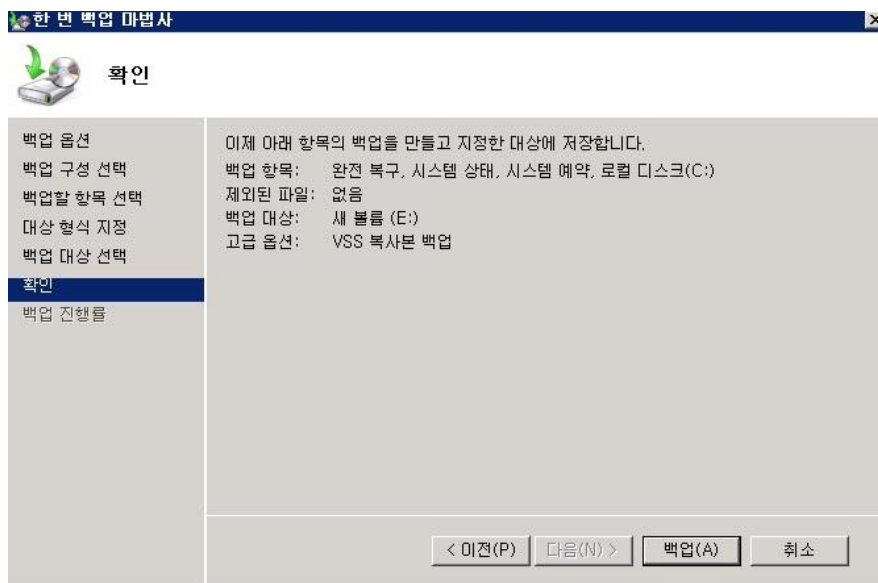 한 번 백업 마법사
확인
백업 옵션
백업 구성 선택
백업할 항목 선택
대상 형식 지정
백업 대상 선택
확인
백업 진행률
이제 아래 항목의 백업을 만들고 지정한 대상에 저장합니다.
백업 항목: 완전 복구, 시스템 상태, 시스템 예약, 로컬 디스크(C:)
제외된 파일: 없음
백업 대상: 새 볼륨 (E:)
고급 옵션: VSS 복사본 백업
< 이전(P) 다음(N) > 백업(A) 취소